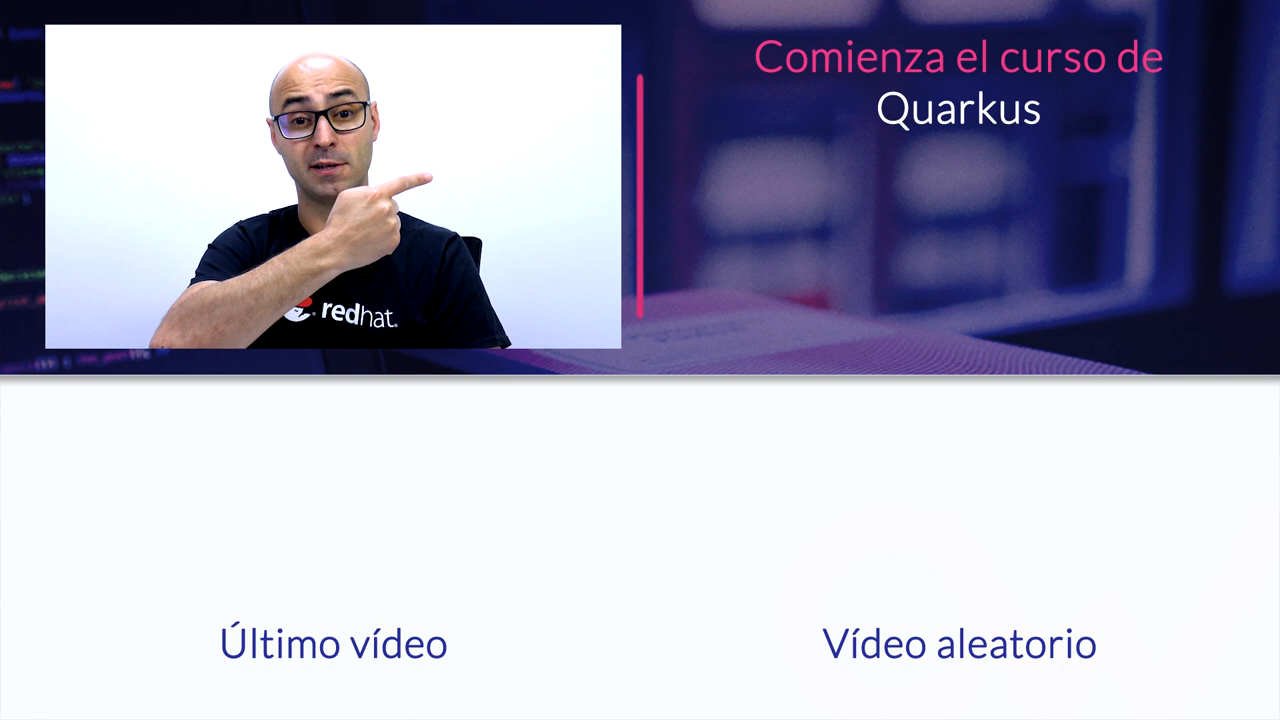 Comienza el curso de
Quarkus
redhat.
Último vídeo
Vídeo aleatorio